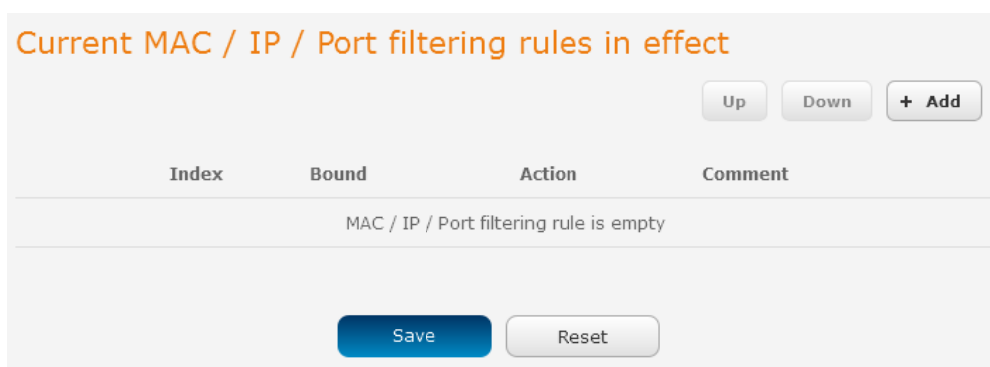 Current MAC / IP / Port filtering rules in effect
Up Down + Add
Index Bound Action Comment
MAC / IP / Port filtering rule is empty
Save Reset